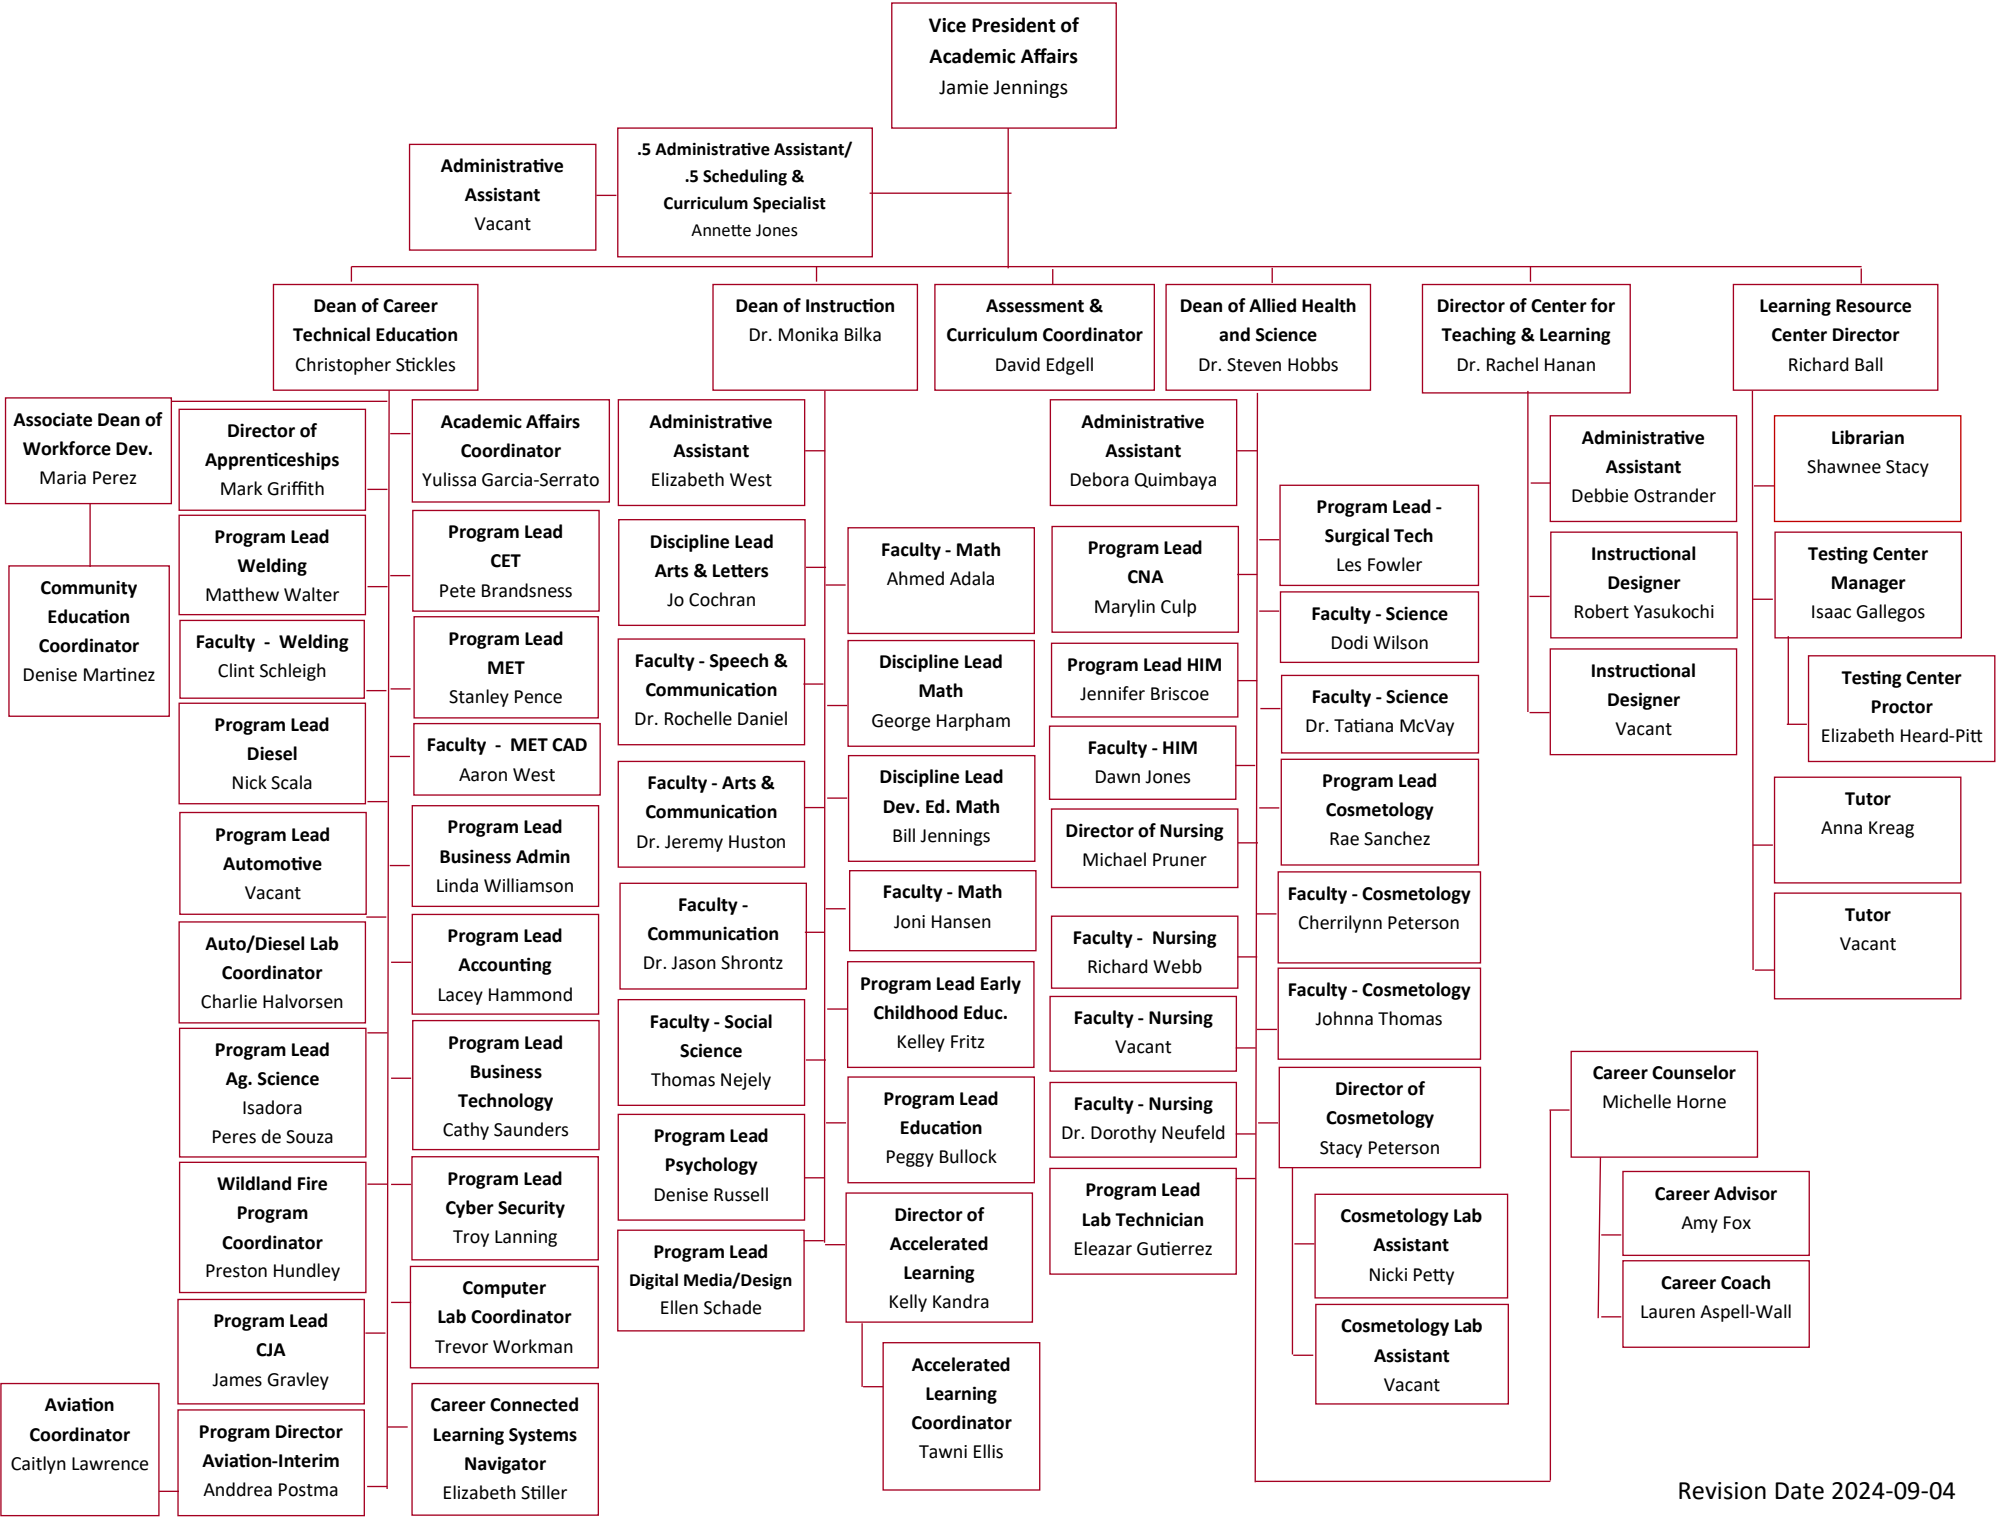 Vice President of
Academic Affairs
Jamie Jennings
Administrative
Assistant
Vacant
.5 Administrative Assistant/
.5 Scheduling &
Curriculum Specialist
Annette Jones
Dean of Career
Technical Education
Christopher Stickles
Dean of Instruction
Dr. Monika Bilka
Assessment &
Curriculum Coordinator
David Edgell
Dean of Allied Health
and Science
Dr. Steven Hobbs
Director of Center for
Teaching & Learning
Dr. Rachel Hanan
Learning Resource
Center Director
Richard Ball
Associate Dean of
Workforce Dev.
Maria Perez
Community
Education
Coordinator
Denise Martinez
Director of
Apprenticeships
Mark Griffith
Program Lead
Welding
Matthew Walter
Faculty - Welding
Clint Schleigh
Program Lead
Diesel
Nick Scala
Program Lead
Automotive
Vacant
Auto/Diesel Lab
Coordinator
Charlie Halvorsen
Program Lead
Ag. Science
Isadora
Peres de Souza
Wildland Fire
Program
Coordinator
Preston Hundley
Program Lead
CJA
James Gravley
Aviation
Coordinator
Caitlyn Lawrence
Program Director
Aviation-Interim
Anddrea Postma
Academic Affairs
Coordinator
Yulissa Garcia-Serrato
Program Lead
CET
Pete Brandsness
Program Lead
MET
Stanley Pence
Faculty - MET CAD
Aaron West
Program Lead
Business Admin
Linda Williamson
Program Lead
Accounting
Lacey Hammond
Program Lead
Business
Technology
Cathy Saunders
Program Lead
Cyber Security
Troy Lanning
Computer
Lab Coordinator
Trevor Workman
Career Connected
Learning Systems
Navigator
Elizabeth Stiller
Administrative
Assistant
Elizabeth West
Discipline Lead
Arts & Letters
Jo Cochran
Faculty - Speech &
Communication
Dr. Rochelle Daniel
Faculty - Arts &
Communication
Dr. Jeremy Huston
Faculty -
Communication
Dr. Jason Shrontz
Faculty - Social
Science
Thomas Nejely
Program Lead
Psychology
Denise Russell
Program Lead
Digital Media/Design
Ellen Schade
Faculty - Math
Ahmed Adala
Discipline Lead
Math
George Harpham
Discipline Lead
Dev. Ed. Math
Bill Jennings
Faculty - Math
Joni Hansen
Program Lead Early
Childhood Educ.
Kelley Fritz
Program Lead
Education
Peggy Bullock
Director of
Accelerated
Learning
Kelly Kandra
Accelerated
Learning
Coordinator
Tawni Ellis
Administrative
Assistant
Debora Quimbaya
Program Lead
CNA
Marylin Culp
Program Lead HIM
Jennifer Briscoe
Faculty - HIM
Dawn Jones
Director of Nursing
Michael Pruner
Faculty - Nursing
Richard Webb
Faculty - Nursing
Vacant
Faculty - Nursing
Dr. Dorothy Neufeld
Program Lead
Lab Technician
Eleazar Gutierrez
Program Lead -
Surgical Tech
Les Fowler
Faculty - Science
Dodi Wilson
Faculty - Science
Dr. Tatiana McVay
Program Lead
Cosmetology
Rae Sanchez
Faculty - Cosmetology
Cherrilynn Peterson
Faculty - Cosmetology
Johnna Thomas
Director of
Cosmetology
Stacy Peterson
Cosmetology Lab
Assistant
Nicki Petty
Cosmetology Lab
Assistant
Vacant
Administrative
Assistant
Debbie Ostrander
Instructional
Designer
Robert Yasukochi
Instructional
Designer
Vacant
Librarian
Shawnee Stacy
Testing Center
Manager
Isaac Gallegos
Testing Center
Proctor
Elizabeth Heard-Pitt
Tutor
Anna Kreag
Tutor
Vacant
Career Counselor
Michelle Horne
Career Advisor
Amy Fox
Career Coach
Lauren Aspell-Wall
Revision Date 2024-09-04